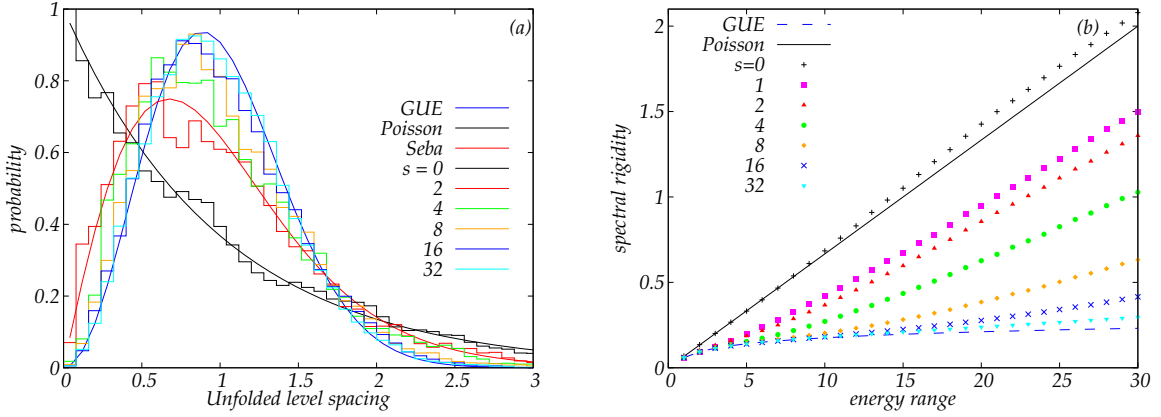 (a)
1
0.8
0.6
0.4
0.2
0
probability
GUE
Poisson
Seba
s = 0
2
4
8
16
32
0 0.5 1 1.5 2 2.5 3
Unfolded level spacing
(b)
2
1.5
1
0.5
0
spectral rigidity
GUE
Poisson
s=0
1
2
4
8
16
32
0 5 10 15 20 25 30
energy range